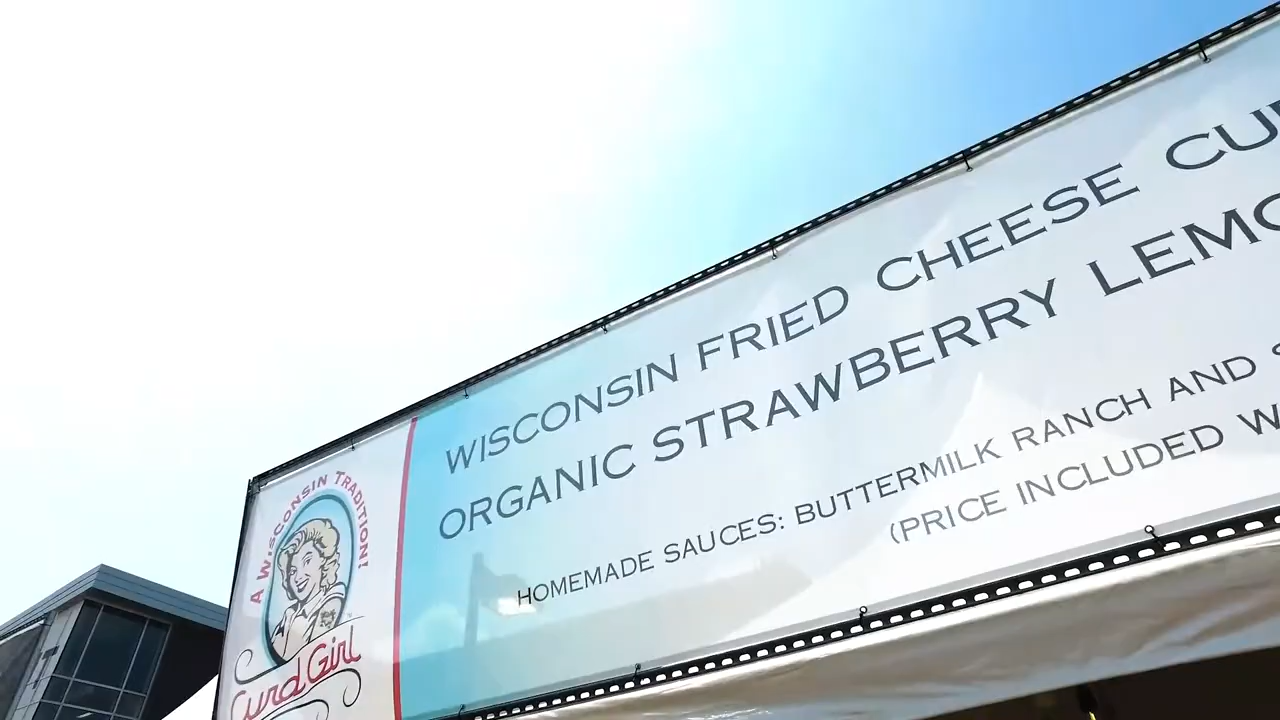 A WISCONSIN TRADITION!
Curd Girl
WISCONSIN FRIED CHEESE CU
ORGANIC STRAWBERRY LEMO
HOMEMADE SAUCES: BUTTERMILK RANCH AND S
(PRICE INCLUDED W